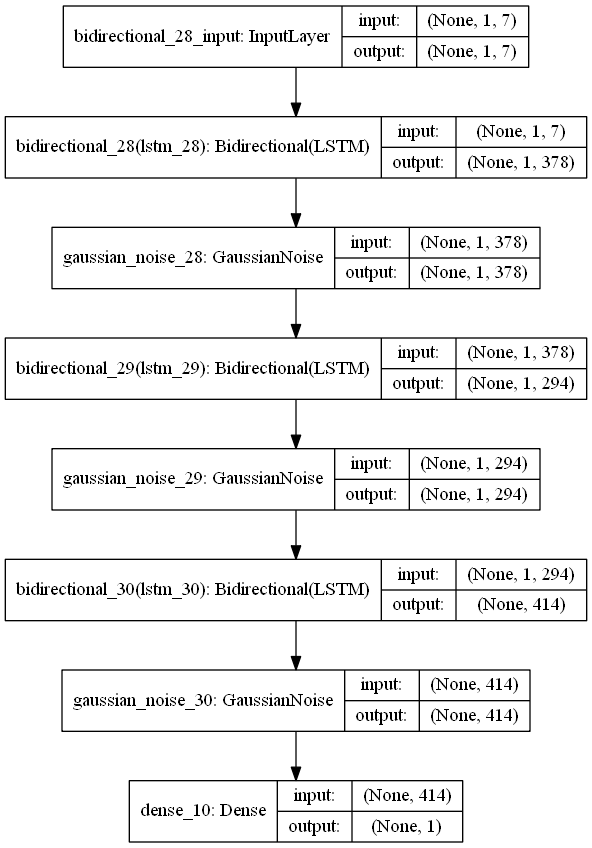 bidirectional_28_input: InputLayer
input: (None, 1, 7)
output: (None, 1, 7)
bidirectional_28(lstm_28): Bidirectional(LSTM)
input: (None, 1, 7)
output: (None, 1, 378)
gaussian_noise_28: GaussianNoise
input: (None, 1, 378)
output: (None, 1, 378)
bidirectional_29(lstm_29): Bidirectional(LSTM)
input: (None, 1, 378)
output: (None, 1, 294)
gaussian_noise_29: GaussianNoise
input: (None, 1, 294)
output: (None, 1, 294)
bidirectional_30(lstm_30): Bidirectional(LSTM)
input: (None, 1, 294)
output: (None, 414)
gaussian_noise_30: GaussianNoise
input: (None, 414)
output: (None, 414)
dense_10: Dense
input: (None, 414)
output: (None, 1)